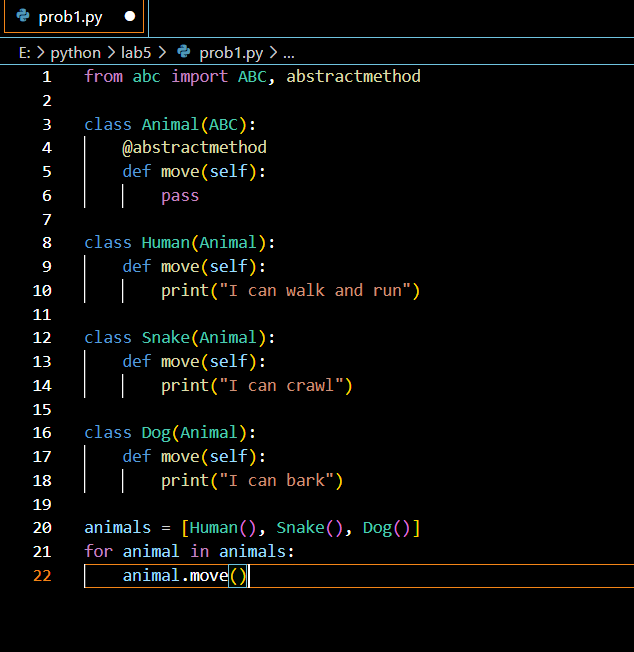 prob1.py
E: > python > lab5 > prob1.py > ...
1 from abc import ABC, abstractmethod
2
3 class Animal(ABC):
4     @abstractmethod
5     def move(self):
6         pass
7
8 class Human(Animal):
9     def move(self):
10         print("I can walk and run")
11
12 class Snake(Animal):
13     def move(self):
14         print("I can crawl")
15
16 class Dog(Animal):
17     def move(self):
18         print("I can bark")
19
20 animals = [Human(), Snake(), Dog()]
21 for animal in animals:
22     animal.move()